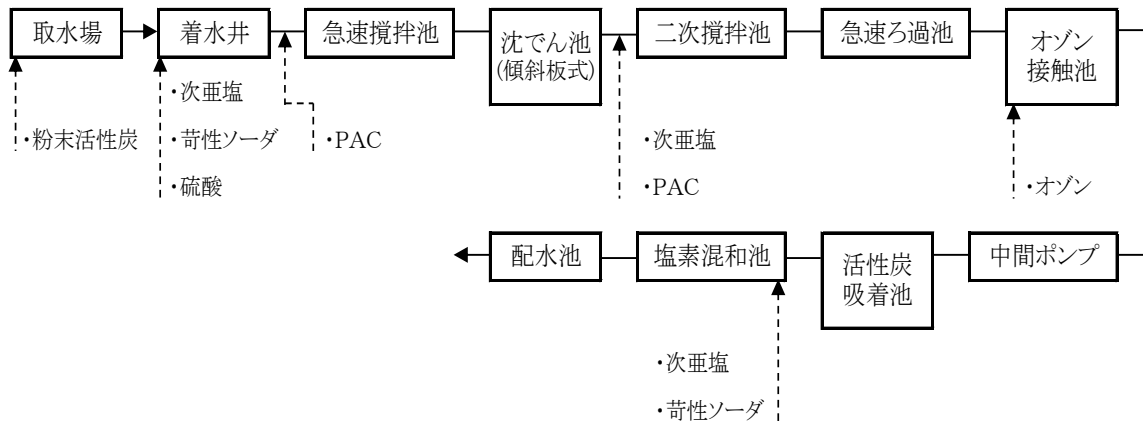 取水場
着水井
急速撹拌池
沈でん池
(傾斜板式)
二次撹拌池
急速ろ過池
オゾン
接触池
・粉末活性炭
・次亜塩
・苛性ソーダ
・硫酸
・PAC
・次亜塩
・PAC
・オゾン
配水池
塩素混和池
活性炭
吸着池
中間ポンプ
・次亜塩
・苛性ソーダ